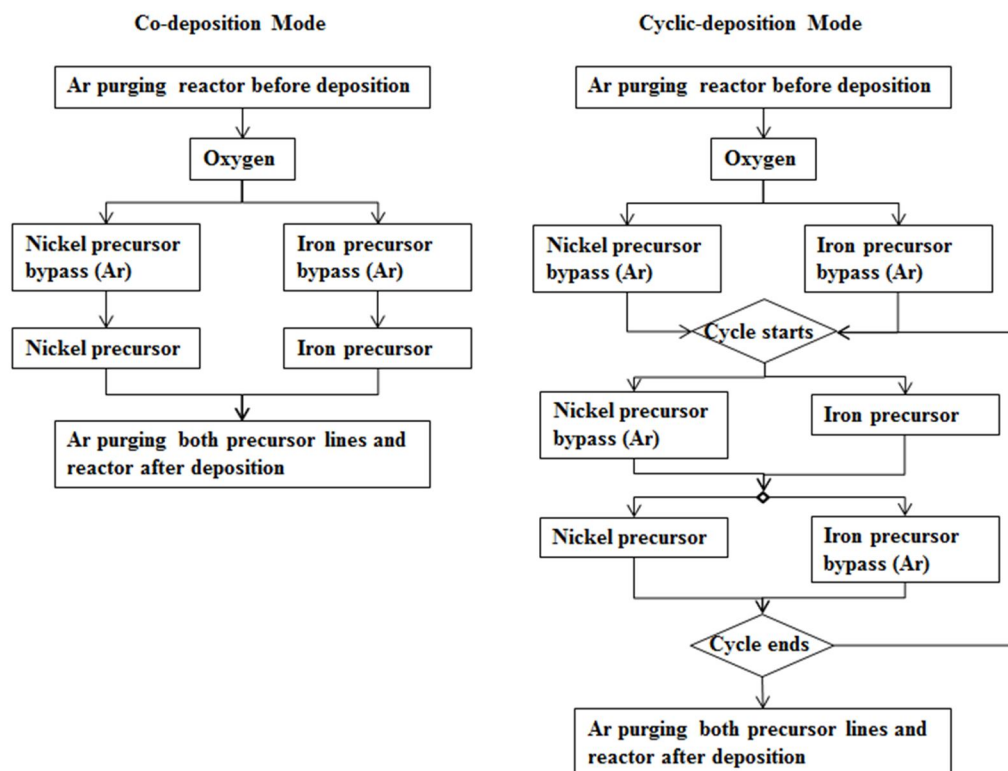 Co-deposition Mode
Ar purging reactor before deposition
Oxygen
Nickel precursor
bypass (Ar)
Iron precursor
bypass (Ar)
Nickel precursor
Iron precursor
Ar purging both precursor lines and
reactor after deposition
Cyclic-deposition Mode
Ar purging reactor before deposition
Oxygen
Nickel precursor
bypass (Ar)
Iron precursor
bypass (Ar)
Cycle starts
Nickel precursor
bypass (Ar)
Iron precursor
Nickel precursor
Iron precursor
bypass (Ar)
Cycle ends
Ar purging both precursor lines and
reactor after deposition